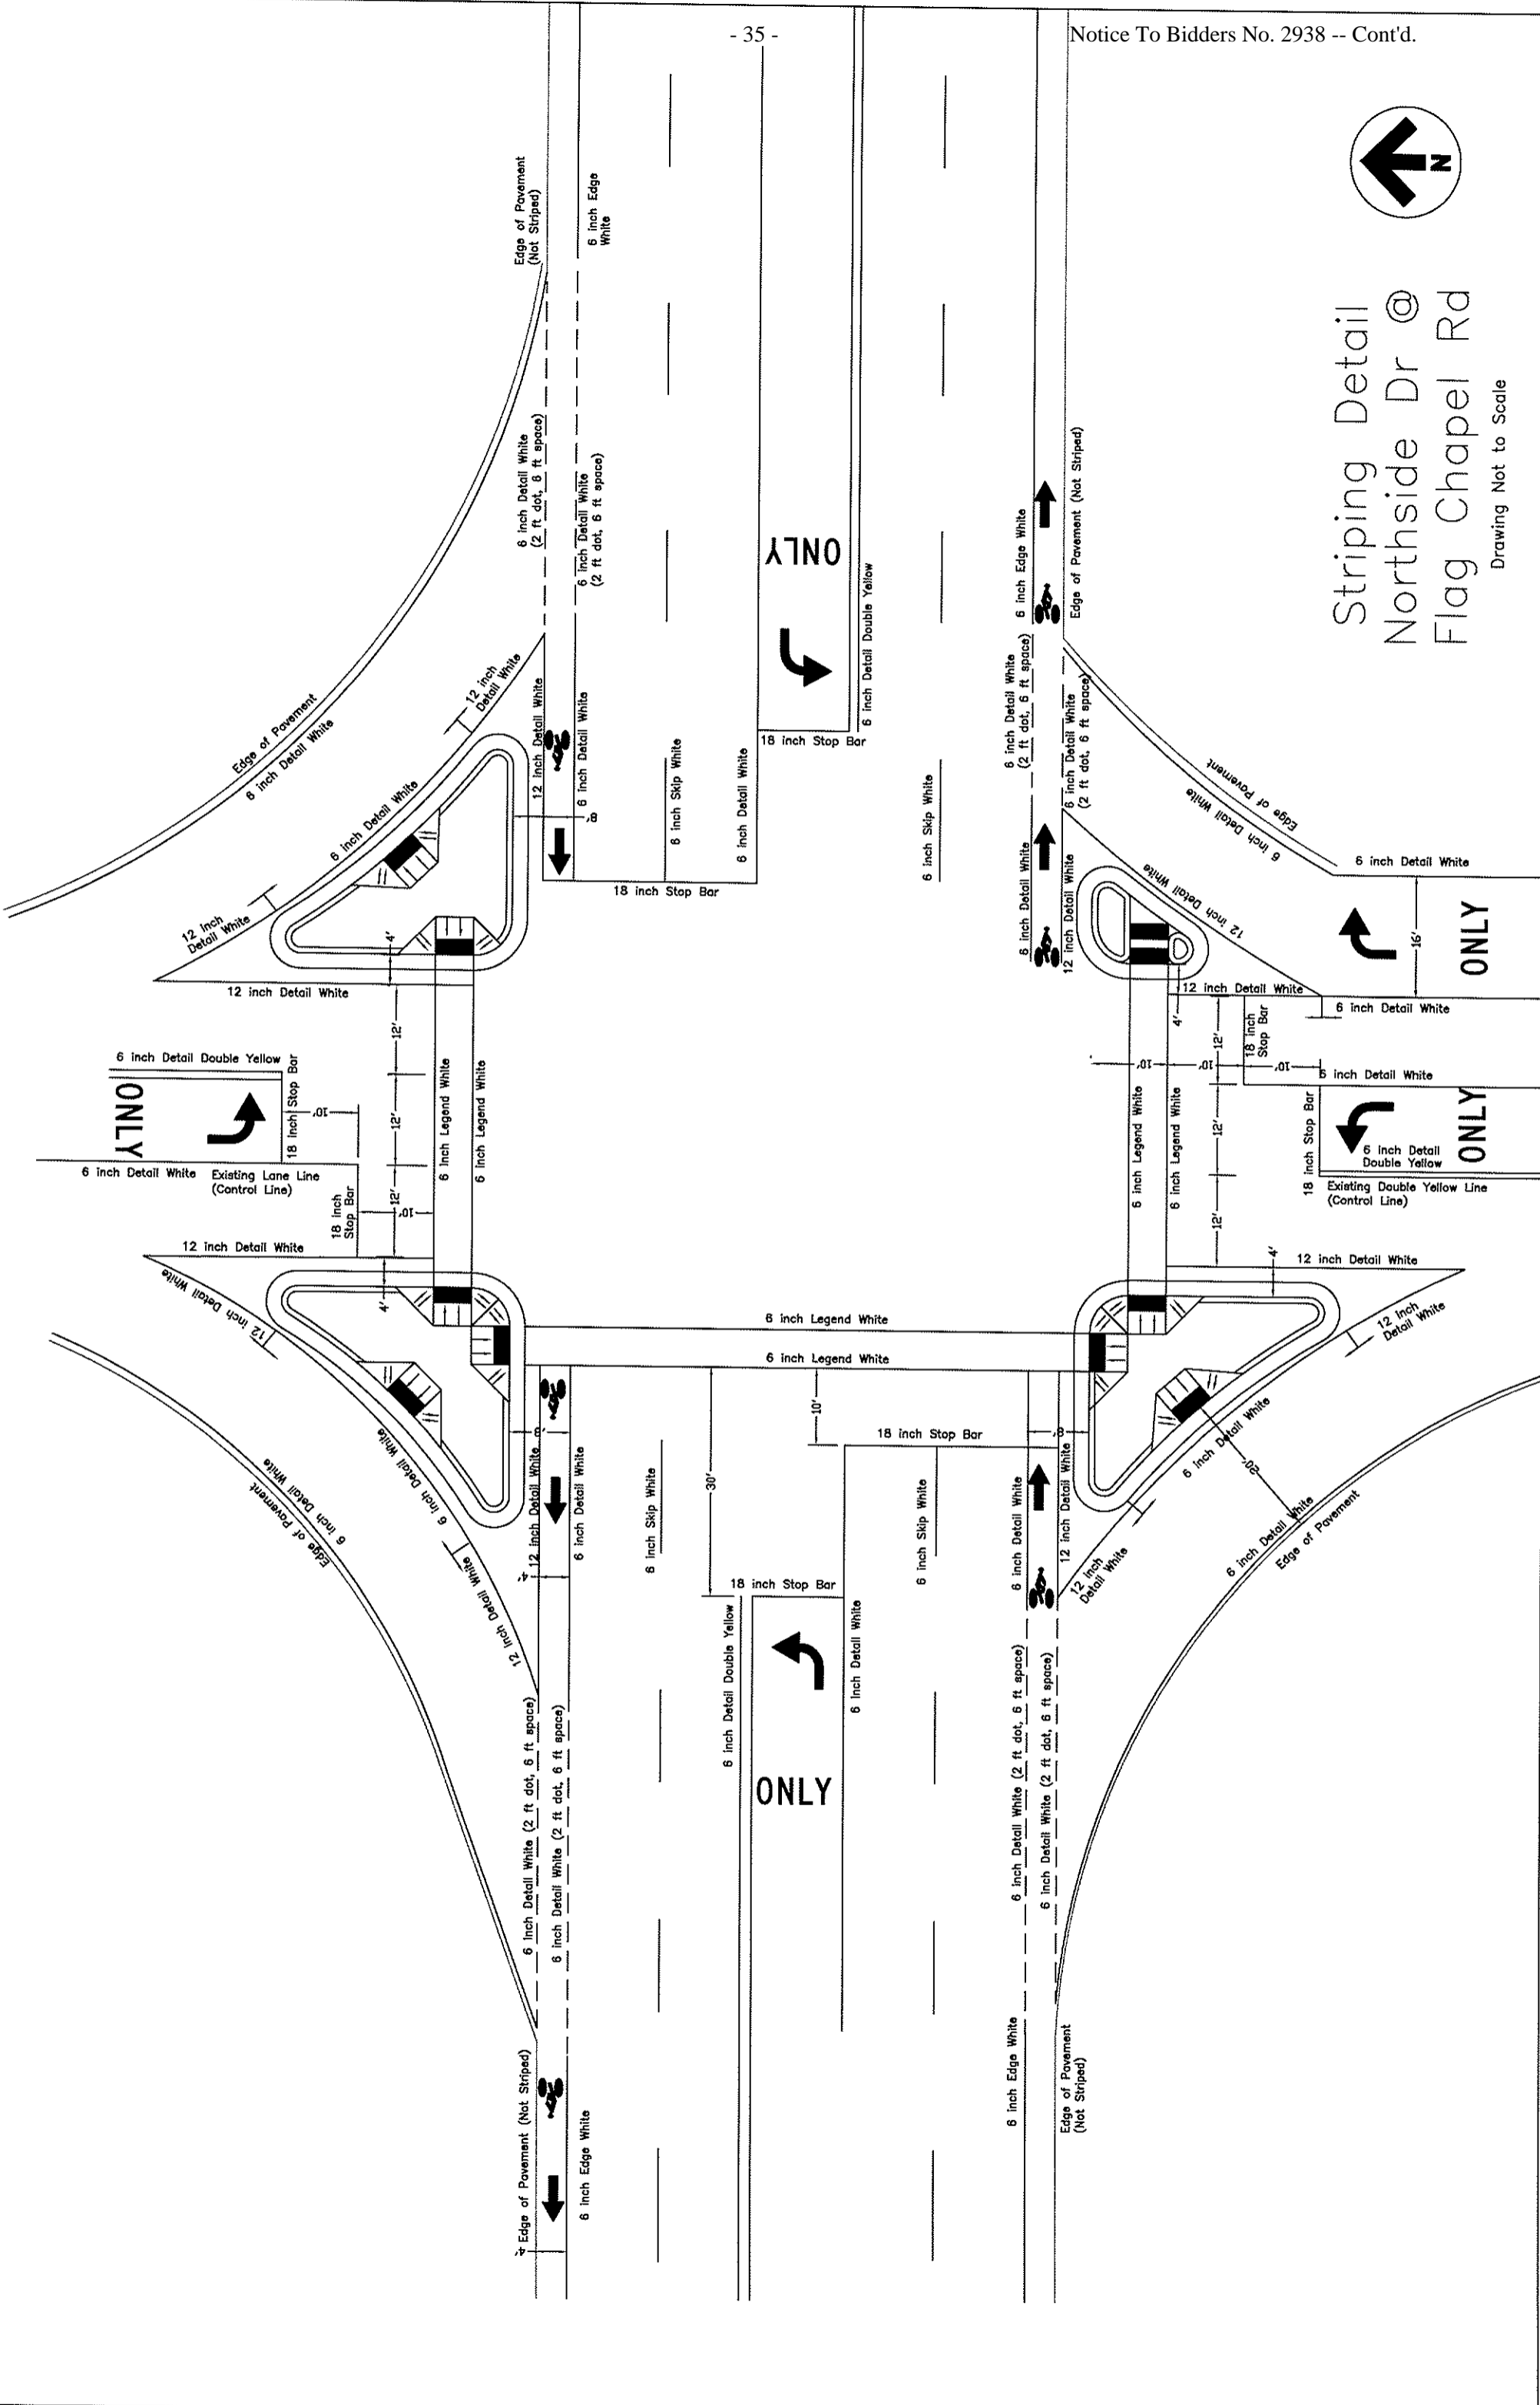 - 35 -
Notice To Bidders No. 2938 -- Cont'd.
N
Striping Detail
Northside Dr @
Flag Chapel Rd
Drawing Not to Scale
Edge of Pavement
(Not Striped)
6 inch Edge
White
6 inch Detail White
(2 ft dot, 6 ft space)
6 inch Detail White
(2 ft dot, 6 ft space)
ONLY
6 inch Detail Double Yellow
18 inch Stop Bar
6 inch Edge White
Edge of Pavement (Not Striped)
6 inch Detail White
(2 ft dot, 6 ft space)
6 inch Detail White
(2 ft dot, 6 ft space)
Edge of Pavement
6 inch Detail White
12 inch
Detail White
6 inch Detail White
12 inch
Detail White
12 inch Detail White
6 inch Detail White
8'
6 inch Skip White
6 inch Detail White
18 inch Stop Bar
6 inch Skip White
6 inch Detail White
12 inch Detail White
12 inch Detail White
Edge of Pavement
6 inch Detail White
6 inch Detail White
16'
ONLY
4'
12 inch Detail White
12'
12'
12'
6 inch Legend White
6 inch Legend White
6 inch Detail Double Yellow
ONLY
18 inch Stop Bar
10'
6 inch Detail White
Existing Lane Line
(Control Line)
18 inch
Stop Bar
10'
12 inch Detail White
4'
12 inch Detail White
4'
12 inch Detail White
6 inch Detail White
18 inch
Stop Bar
12'
10'
10'
10'
6 inch Detail White
6 inch Legend White
6 inch Legend White
12'
12'
18 inch Stop Bar
6 inch Detail
Double Yellow
ONLY
Existing Double Yellow Line
(Control Line)
4'
12 inch Detail White
12 inch
Detail White
6 inch Legend White
6 inch Legend White
6 inch Detail White
Edge of Pavement
6 inch Detail White
12 inch Detail White
8'
12 inch Detail White
6 inch Detail White
4'
6 inch Skip White
30'
10'
18 inch Stop Bar
6 inch Skip White
8'
6 inch Detail White
12 inch Detail White
6 inch Detail White
20'
12 inch
Detail White
6 inch Detail White
Edge of Pavement
18 inch Stop Bar
6 inch Detail Double Yellow
6 inch Detail White
ONLY
6 inch Detail White (2 ft dot, 6 ft space)
6 inch Detail White (2 ft dot, 6 ft space)
6 inch Detail White (2 ft dot, 6 ft space)
6 inch Detail White (2 ft dot, 6 ft space)
Edge of Pavement (Not Striped)
6 inch Edge White
4'
6 inch Edge White
Edge of Pavement
(Not Striped)